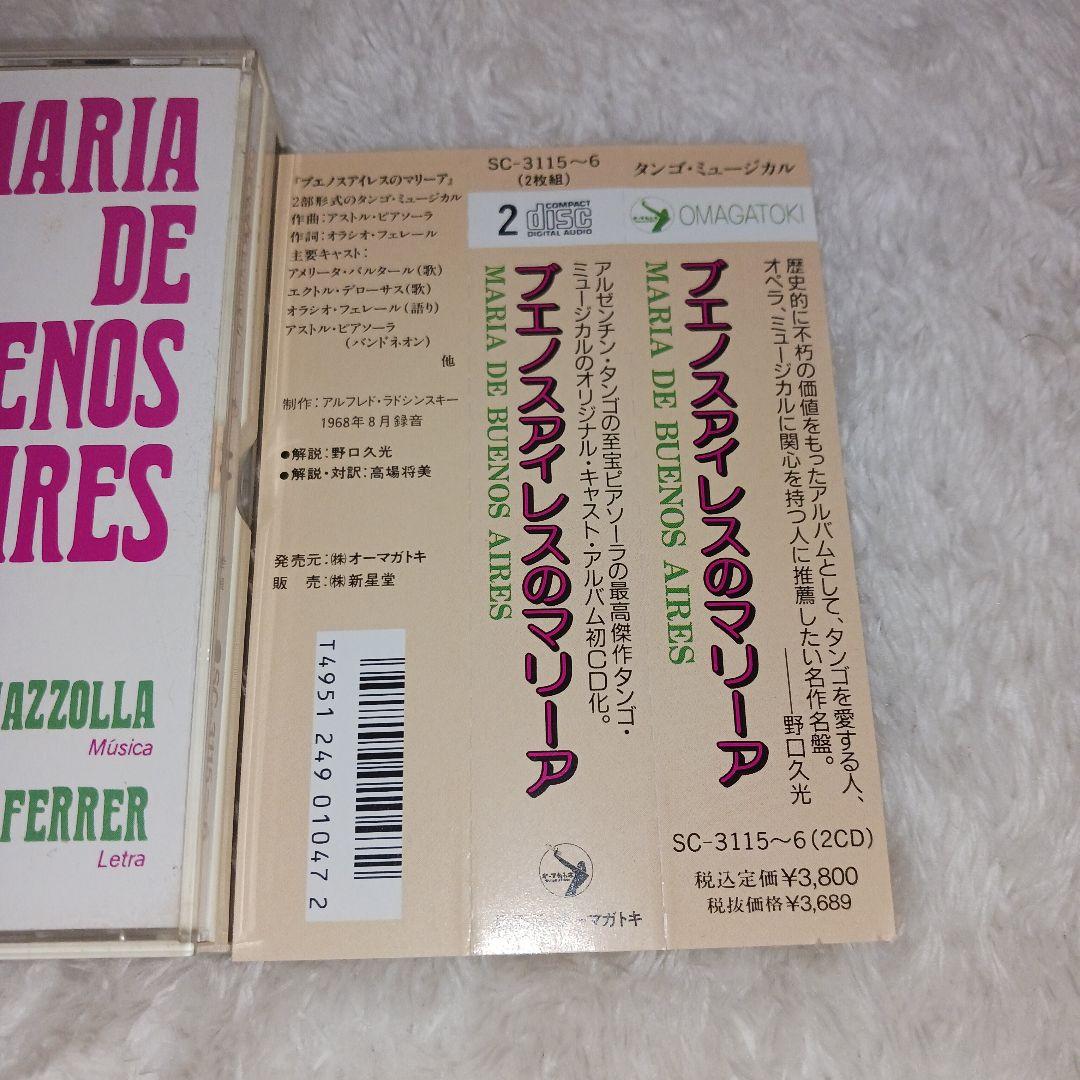 MARIA
DE
ENOS
IRES
IAZZOLLA
Música
FERRER
Letra
『ブエノスアイレスのマリーア』
2部形式のタンゴ・ミュージカル
作曲：アストル・ピアソーラ
作詞：オラシオ・フェレール
主要キャスト：
アメリータ・バルタール（歌）
エクトル・デローサス（歌）
オラシオ・フェレール（語り）
アストル・ピアソーラ
（バンドネオン）
他
制作：アルフレド・ラドシンスキー
1968年8月録音
●解説：野口久光
●解説・対訳：高場将美
発売元：㈱オーマガトキ
販 売：㈱新星堂
T4951 249 01047 2
SC-3115〜6
(2枚組)
2 COMPACT
disc
DIGITAL AUDIO
ブエノスアイレスのマリーア
MARIA DE BUENOS AIRES
アルゼンチン・タンゴの至宝ピアソーラの最高傑作タンゴ・
ミュージカルのオリジナル・キャスト・アルバム初CD化。
マガトキ
タンゴ・ミュージカル
OMAGATOKI
ブエノスアイレスのマリーア
MARIA DE BUENOS AIRES
歴史的に不朽の価値をもったアルバムとして、タンゴを愛する人、
オペラ、ミュージカルに関心を持つ人に推薦したい名作名盤。
――野口久光
SC-3115〜6(2CD)
税込定価¥3,800
税抜価格¥3,689